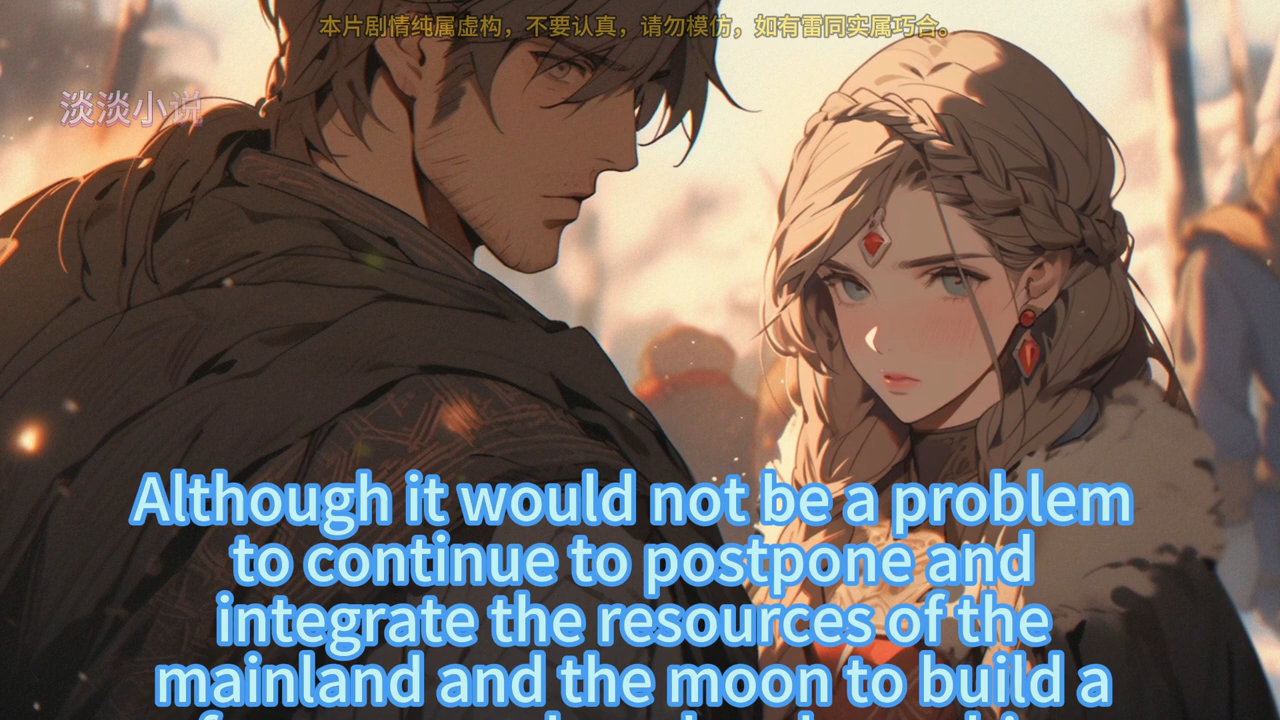 本片剧情纯属虚构，不要认真，请勿模仿，如有雷同实属巧合。
淡淡小说
Although it would not be a problem
to continue to postpone and
integrate the resources of the
mainland and the moon to build a